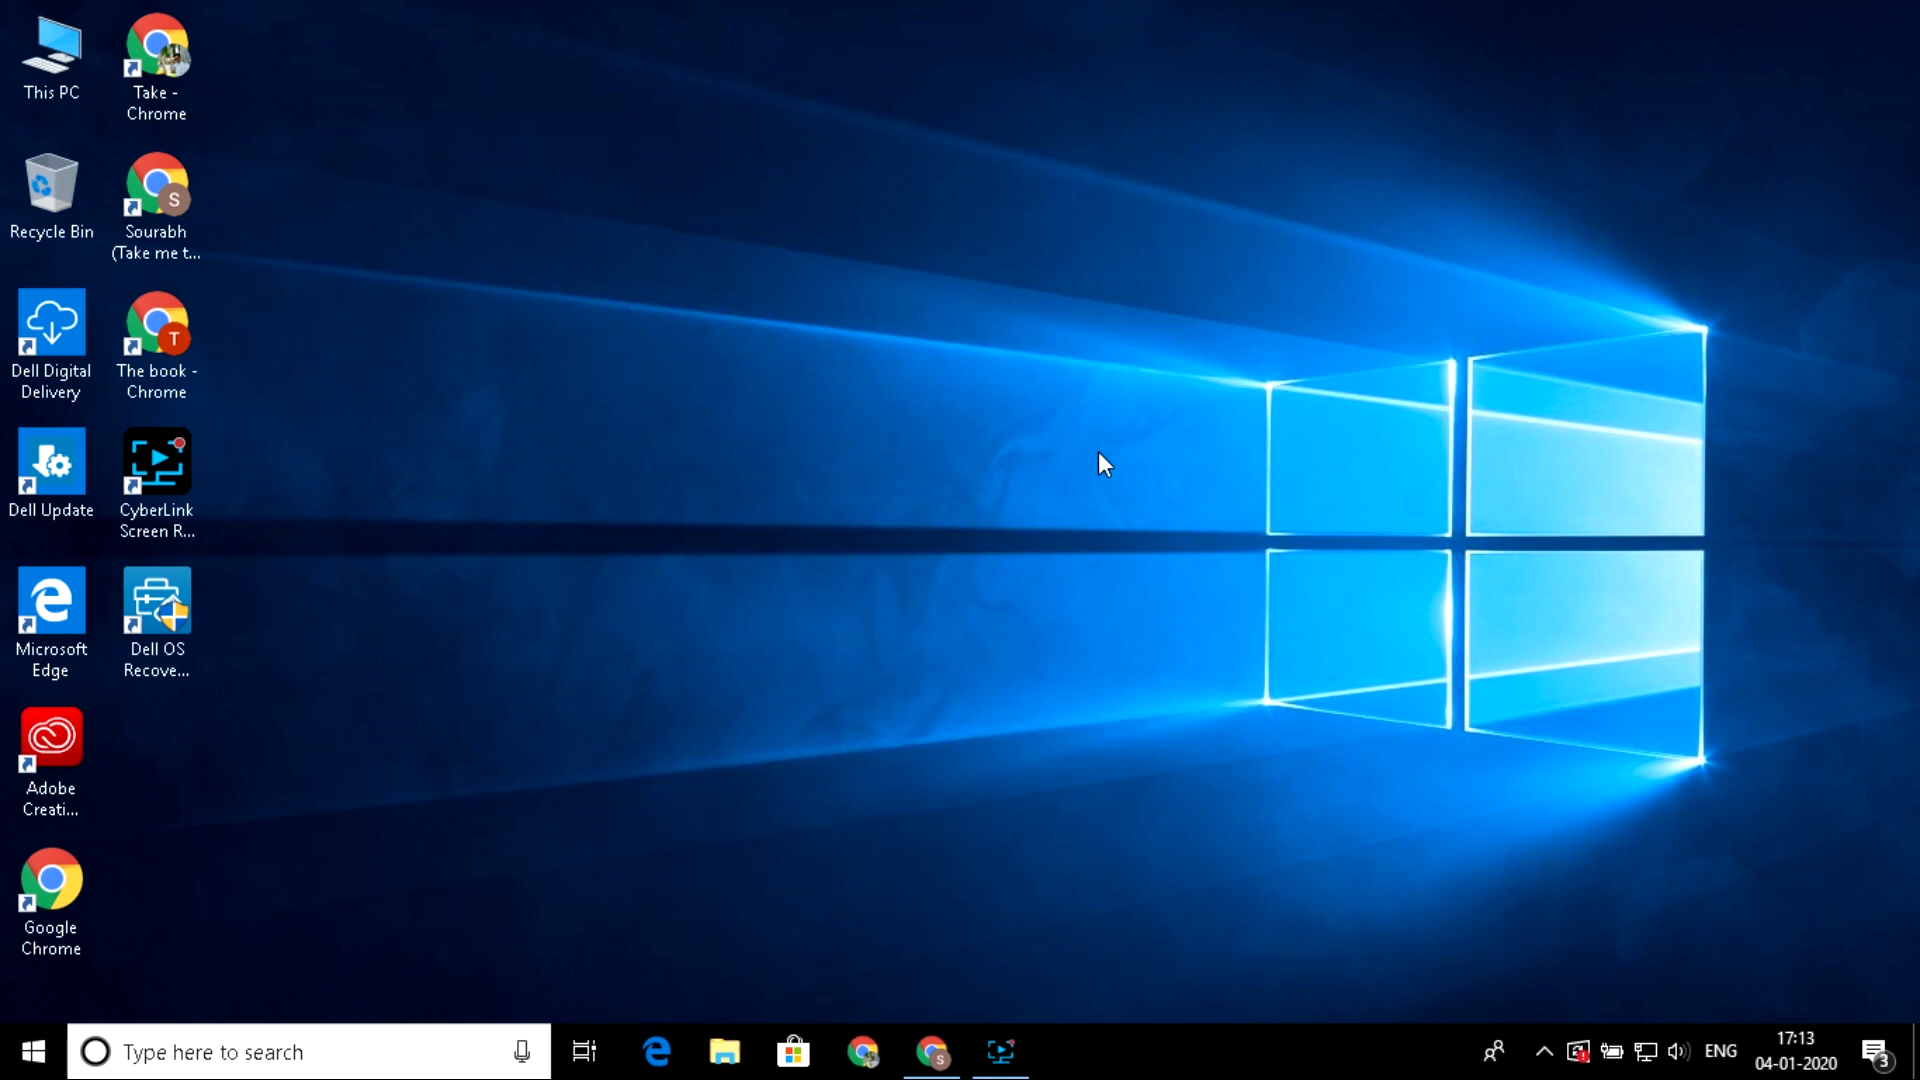 This PC
Take -
Chrome
Recycle Bin
S
Sourabh
(Take me t...
Dell Digital
Delivery
T
The book -
Chrome
Dell Update
CyberLink
Screen R...
Microsoft
Edge
Dell OS
Recove...
Adobe
Creati...
Google
Chrome
Type here to search
S
ENG
17:13
04-01-2020
3